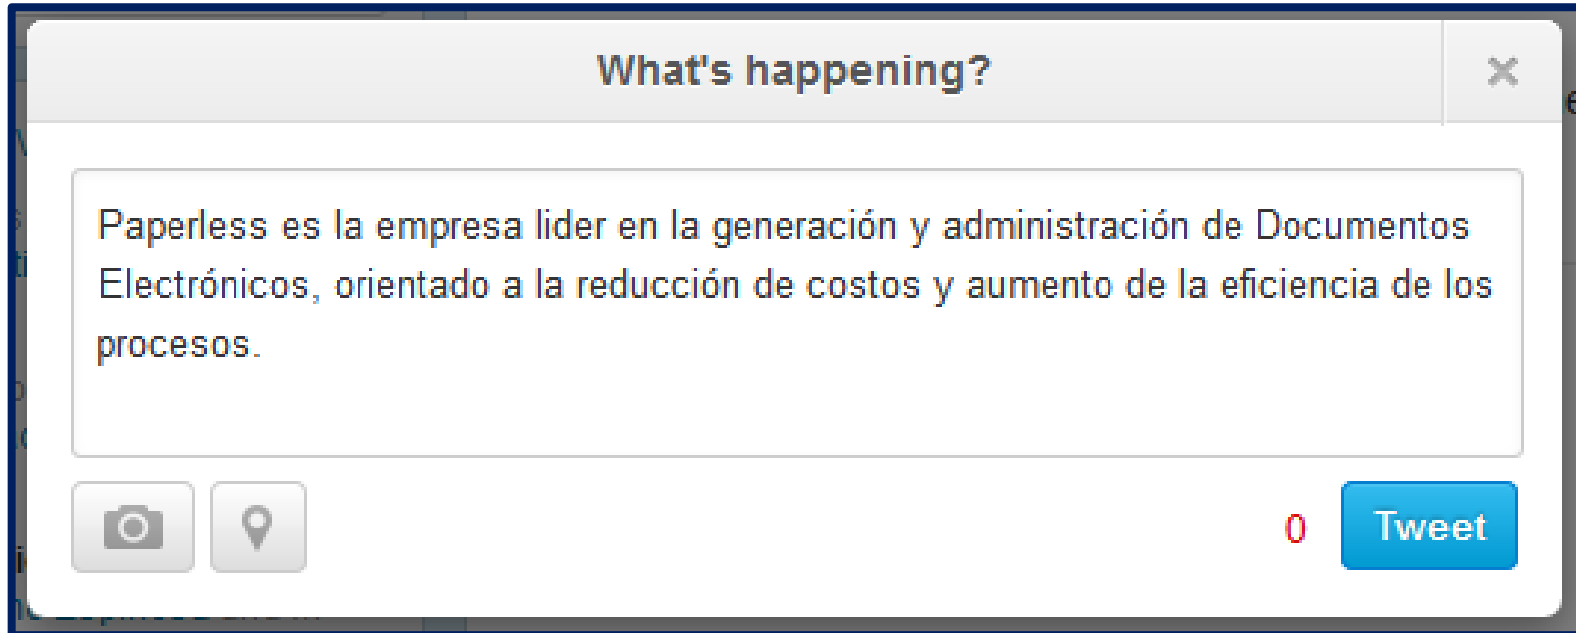 What's happening?
×
Paperless es la empresa lider en la generación y administración de Documentos
Electrónicos, orientado a la reducción de costos y aumento de la eficiencia de los
procesos.
0 Tweet